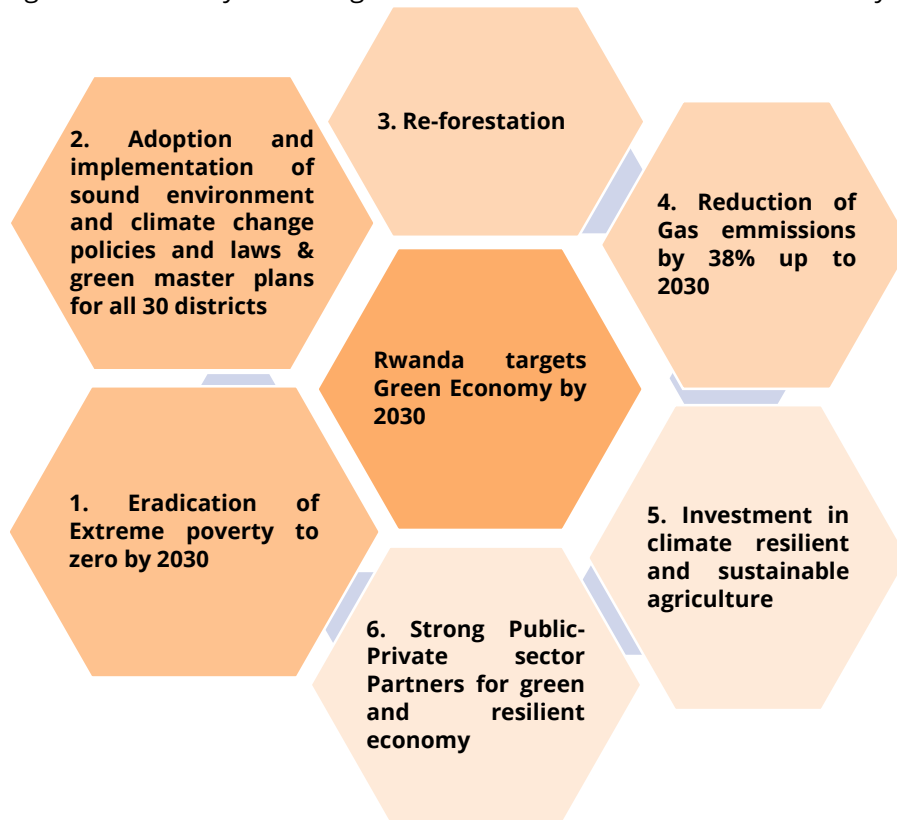 3. Re-forestation
2. Adoption and
implementation of
sound environment
and climate change
policies and laws &
green master plans
for all 30 districts
4. Reduction of
Gas emmissions
by 38% up to
2030
Rwanda targets
Green Economy by
2030
1. Eradication of
Extreme poverty to
zero by 2030
5. Investment in
climate resilient
and sustainable
agriculture
6. Strong Public-
Private sector
Partners for green
and resilient
economy